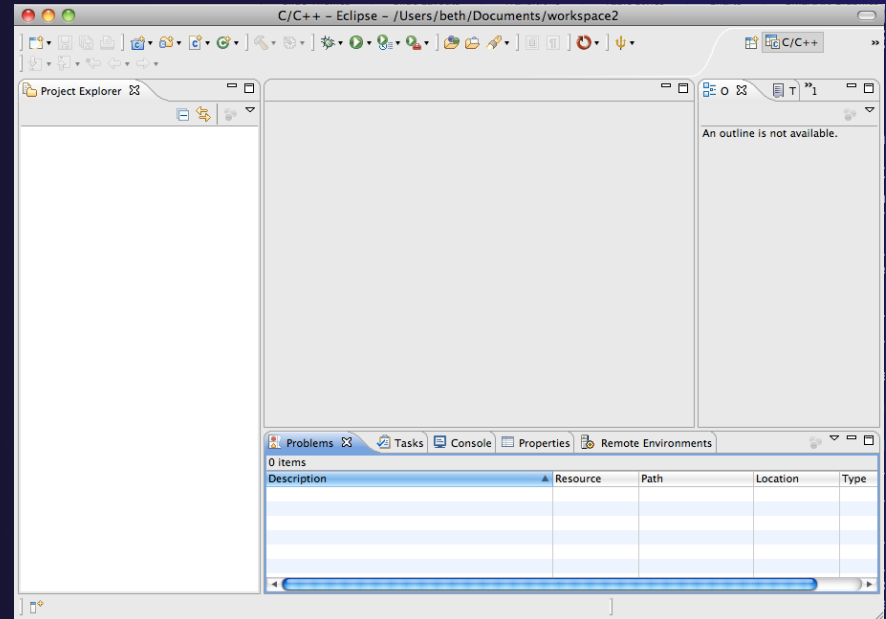 C/C++ - Eclipse - /Users/beth/Documents/workspace2
C/C++
Project Explorer
O T »1
An outline is not available.
Problems Tasks Console Properties Remote Environments
0 items
Description Resource Path Location Type